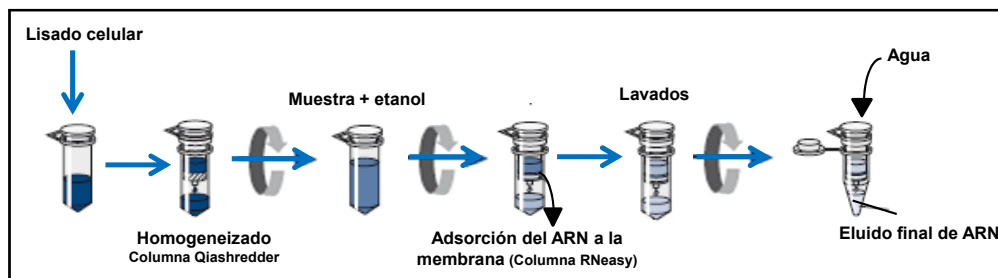 Lisado celular
Homogeneizado
Columna Qiashredder
Muestra + etanol
Adsorción del ARN a la
membrana (Columna RNeasy)
Lavados
Agua
Eluido final de ARN